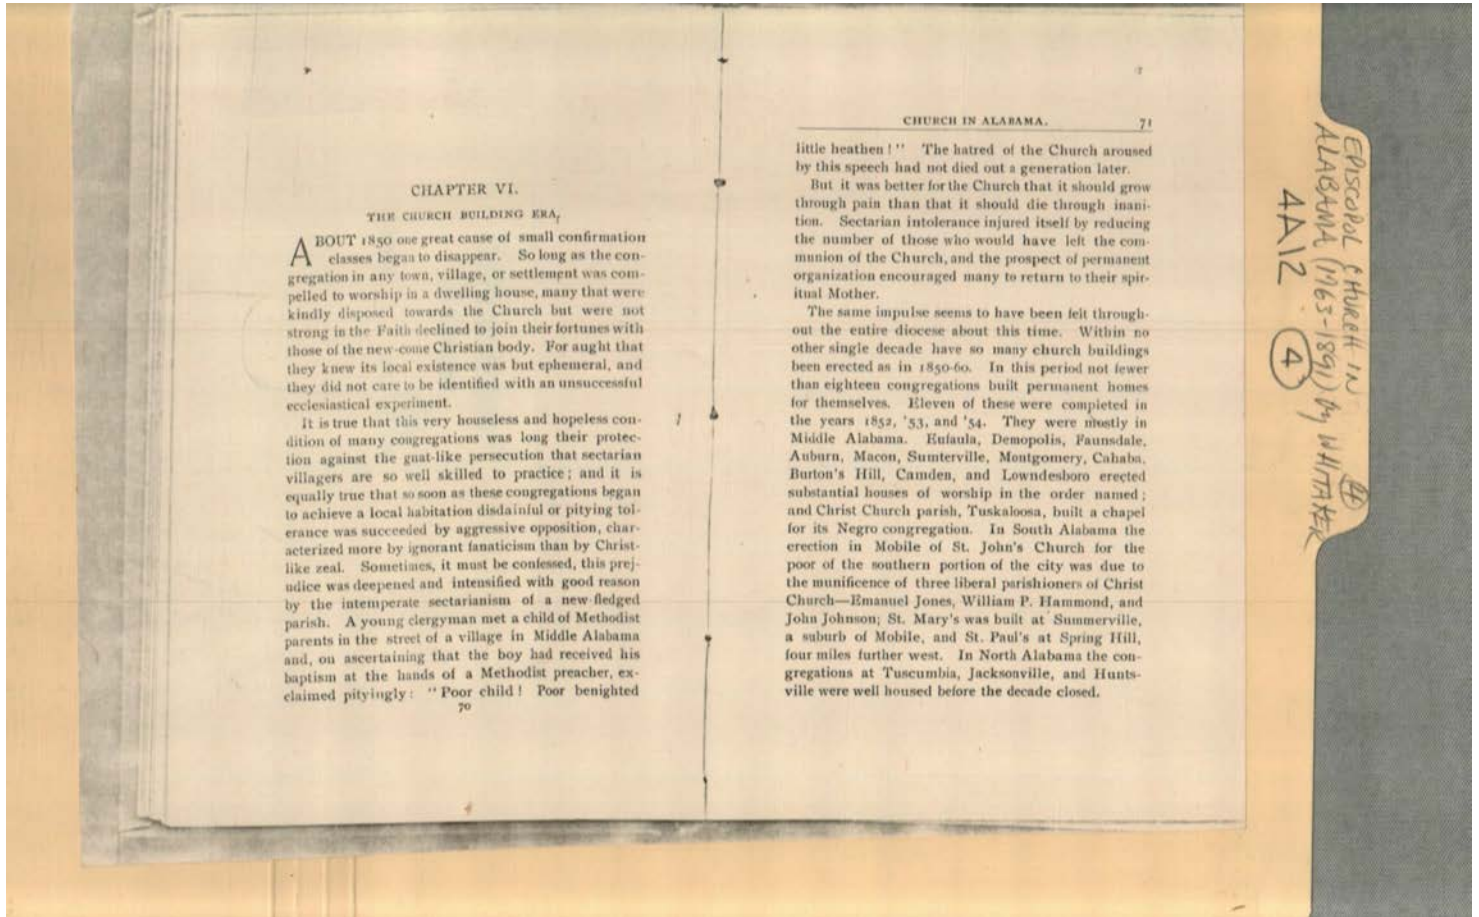 CHAPTER VI.
THE CHURCH BUILDING ERA,
ABOUT 1850 one great cause of small confirmation
classes began to disappear. So long as the con-
gregation in any town, village, or settlement was com-
pelled to worship in a dwelling house, many that were
kindly disposed towards the Church but were not
strong in the Faith declined to join their fortunes with
those of the new-come Christian body. For aught that
they knew its local existence was but ephemeral, and
they did not care to be identified with an unsuccessful
ecclesiastical experiment.
It is true that this very houseless and hopeless con-
dition of many congregations was long their protec-
tion against the gnat-like persecution that sectarian
villagers are so well skilled to practice; and it is
equally true that so soon as these congregations began
to achieve a local habitation disdainful or pitying tol-
erance was succeeded by aggressive opposition, char-
acterized more by ignorant fanaticism than by Christ-
like zeal. Sometimes, it must be confessed, this prej-
udice was deepened and intensified with good reason
by the intemperate sectarianism of a new-fledged
parish. A young clergyman met a child of Methodist
parents in the street of a village in Middle Alabama
and, on ascertaining that the boy had received his
baptism at the hands of a Methodist preacher, ex-
claimed pityingly: "Poor child! Poor benighted
70
CHURCH IN ALABAMA. 71
little heathen!" The hatred of the Church aroused
by this speech had not died out a generation later.
But it was better for the Church that it should grow
through pain than that it should die through inani-
tion. Sectarian intolerance injured itself by reducing
the number of those who would have left the com-
munion of the Church, and the prospect of permanent
organization encouraged many to return to their spir-
itual Mother.
The same impulse seems to have been felt through-
out the entire diocese about this time. Within no
other single decade have so many church buildings
been erected as in 1850-60. In this period not fewer
than eighteen congregations built permanent homes
for themselves. Eleven of these were completed in
the years 1852, '53, and '54. They were mostly in
Middle Alabama. Eufaula, Demopolis, Faunsdale,
Auburn, Macon, Sumterville, Montgomery, Cahaba,
Burton's Hill, Camden, and Lowndesboro erected
substantial houses of worship in the order named;
and Christ Church parish, Tuskaloosa, built a chapel
for its Negro congregation. In South Alabama the
erection in Mobile of St. John's Church for the
poor of the southern portion of the city was due to
the munificence of three liberal parishioners of Christ
Church—Emanuel Jones, William P. Hammond, and
John Johnson; St. Mary's was built at Summerville,
a suburb of Mobile, and St. Paul's at Spring Hill,
four miles further west. In North Alabama the con-
gregations at Tuscumbia, Jacksonville, and Hunts-
ville were well housed before the decade closed.
EPISCOPOL CHURCH IN
ALABAMA (1763-1891) by WHITAKER
4A12 4